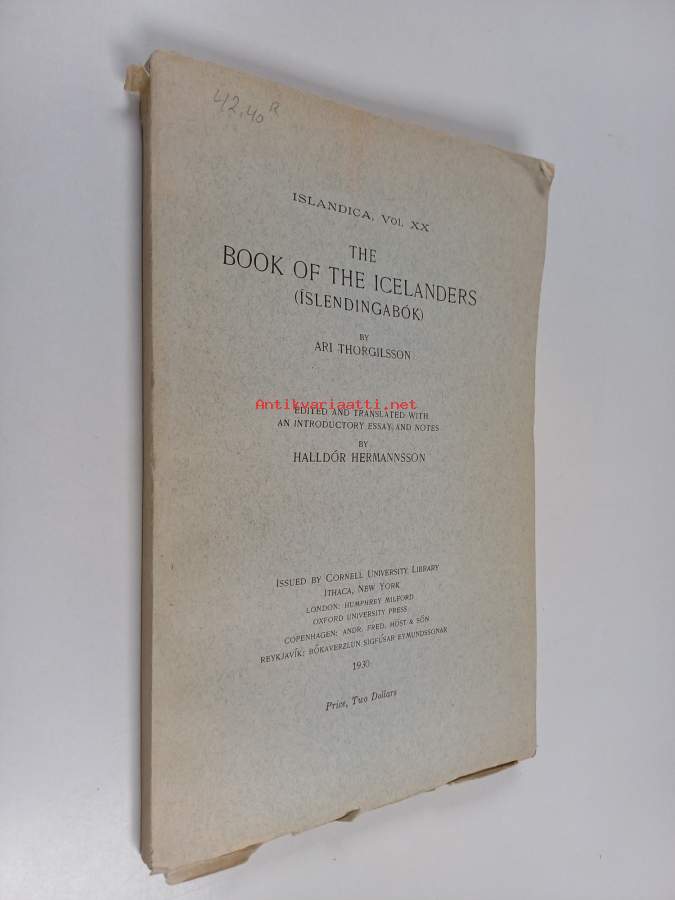 42,40 R
ISLANDICA, Vol. XX
THE
BOOK OF THE ICELANDERS
(ÍSLENDINGABÓK)
BY
ARI THORGILSSON
Antikvariaatti.net
EDITED AND TRANSLATED WITH
AN INTRODUCTORY ESSAY AND NOTES
BY
HALLDÓR HERMANNSSON
ISSUED BY CORNELL UNIVERSITY LIBRARY
ITHACA, NEW YORK
LONDON: HUMPHREY MILFORD
OXFORD UNIVERSITY PRESS
COPENHAGEN: ANDR. FRED. HÖST & SÖN
REYKJAVÍK: BÓKAVERZLUN SIGFÚSAR EYMUNDSSONAR
1930
Price, Two Dollars